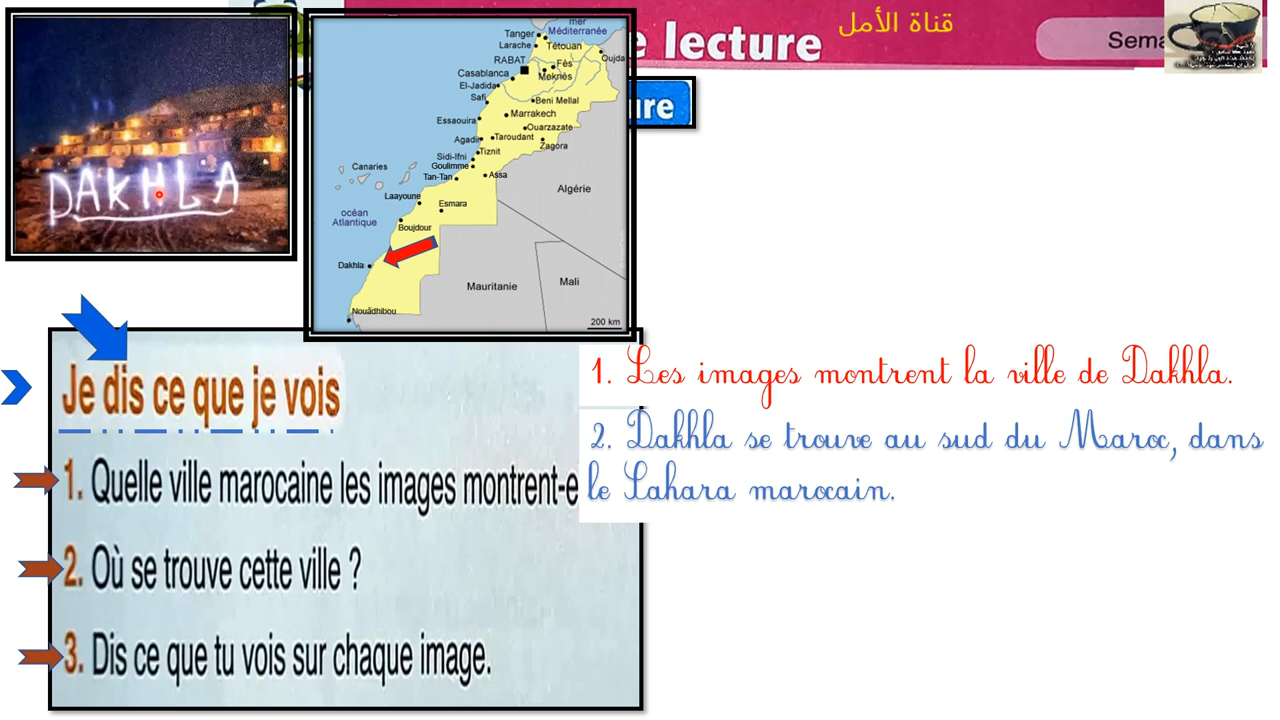 e lecture
قناة الأمل
Sema
ure
DAKHLA
mer
Méditerranée
Tanger
Tétouan
Larache
Oujda
RABAT
Fès
Casablanca
Meknès
El-Jadida
Safi
Beni Mellal
Marrakech
Essaouira
Ouarzazate
Agadir
Taroudant
Zagora
Tiznit
Sidi-Ifni
Goulimme
Canaries
Assa
Tan-Tan
Algérie
Laayoune
Esmara
océan
Atlantique
Boujdour
Dakhla
Mauritanie
Mali
Nouâdhibou
200 km
Je dis ce que je vois
1. Quelle ville marocaine les images montrent-e
2. Où se trouve cette ville ?
3. Dis ce que tu vois sur chaque image.
1. Les images montrent la ville de Dakhla.
2. Dakhla se trouve au sud du Maroc, dans
le Sahara marocain.